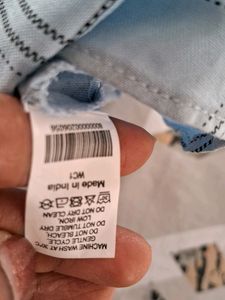 MACHINE WASH AT 30°C
GENTLE CYCLE,
DO NOT BLEACH
DO NOT TUMBLE DRY
LOW IRON,
DO NOT DRY CLEAN
WC1
Made in India